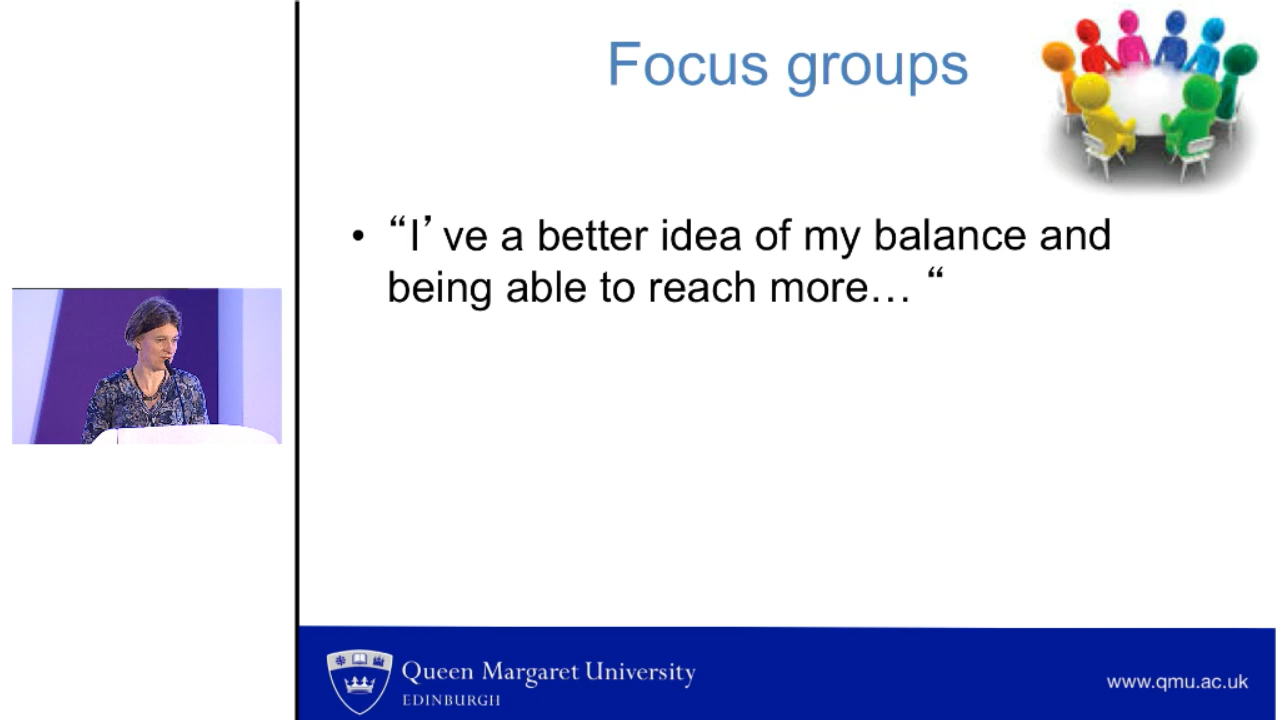 Focus groups
• “I’ve a better idea of my balance and
being able to reach more… “
Queen Margaret University
EDINBURGH
www.qmu.ac.uk